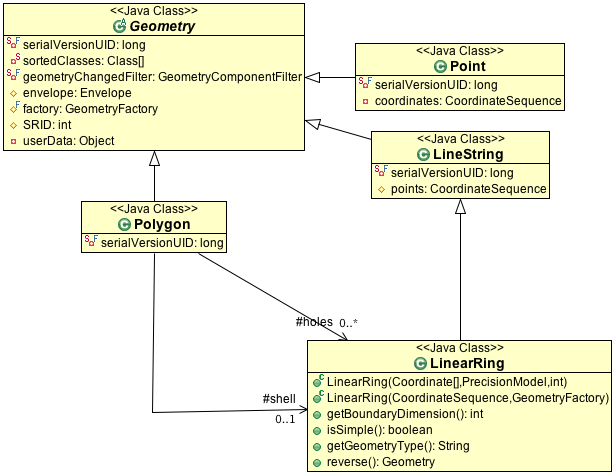 <<Java Class>>
Geometry
serialVersionUID: long
sortedClasses: Class[]
geometryChangedFilter: GeometryComponentFilter
envelope: Envelope
factory: GeometryFactory
SRID: int
userData: Object
<<Java Class>>
Point
serialVersionUID: long
coordinates: CoordinateSequence
<<Java Class>>
LineString
serialVersionUID: long
points: CoordinateSequence
<<Java Class>>
Polygon
serialVersionUID: long
#holes 0..*
#shell
0..1
<<Java Class>>
LinearRing
LinearRing(Coordinate[],PrecisionModel,int)
LinearRing(CoordinateSequence,GeometryFactory)
getBoundaryDimension(): int
isSimple(): boolean
getGeometryType(): String
reverse(): Geometry